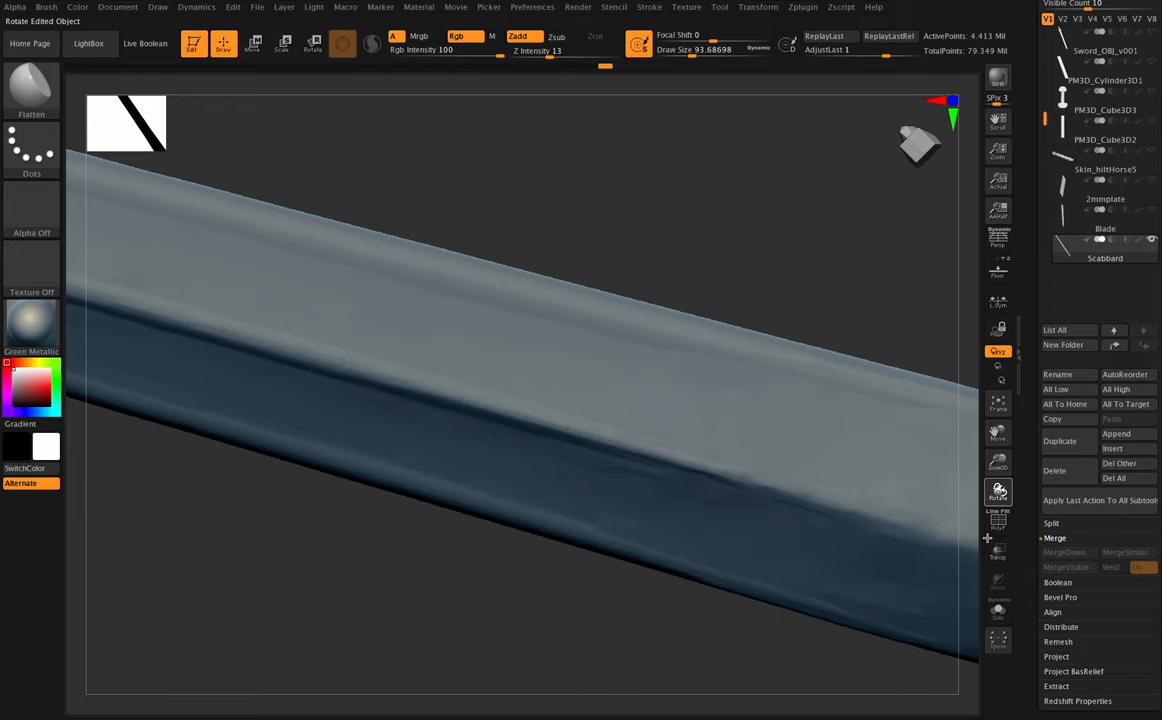 Alpha Brush Color Document Draw Dynamics Edit File Layer Light Macro Marker Material Movie Picker Preferences Render Stencil Stroke Texture Tool Transform Zplugin Zscript Help
Rotate Edited Object
Home Page LightBox Live Boolean Edit Draw Move Scale Rotate
A Mrgb Rgb M Zadd Zsub Zcut
Rgb Intensity 100 Z Intensity 13
S Focal Shift 0
Draw Size 93.68698 Dynamic
D ReplayLast ReplayLastRel
AdjustLast 1
ActivePoints: 4.413 Mil
TotalPoints: 79.349 Mil
Flatten
Dots
Alpha Off
Texture Off
Green Metallic
Gradient
SwitchColor
Alternate
BPR
SPix 3
Scroll
Zoom
Actual
AAHalf
Dynamic
Persp
Floor
L.Sym
XYZ
Frame
Move
Zoom3D
Rotate
Line Fill
PolyF
Transp
Ghost
Dynamic
Solo
Xpose
Visible Count 10
V1 V2 V3 V4 V5 V6 V7 V8
Sword_OBJ_v001
PM3D_Cylinder3D1
PM3D_Cube3D3
PM3D_Cube3D2
Skin_hiltHorse5
2mmplate
Blade
Scabbard
List All
New Folder
Rename AutoReorder
All Low All High
All To Home All To Target
Copy Paste
Duplicate Append
Insert
Delete Del Other
Del All
Apply Last Action To All Subtools
Split
Merge
MergeDown MergeSimilar
MergeVisible Weld Uv
Boolean
Bevel Pro
Align
Distribute
Remesh
Project
Project BasRelief
Extract
Redshift Properties